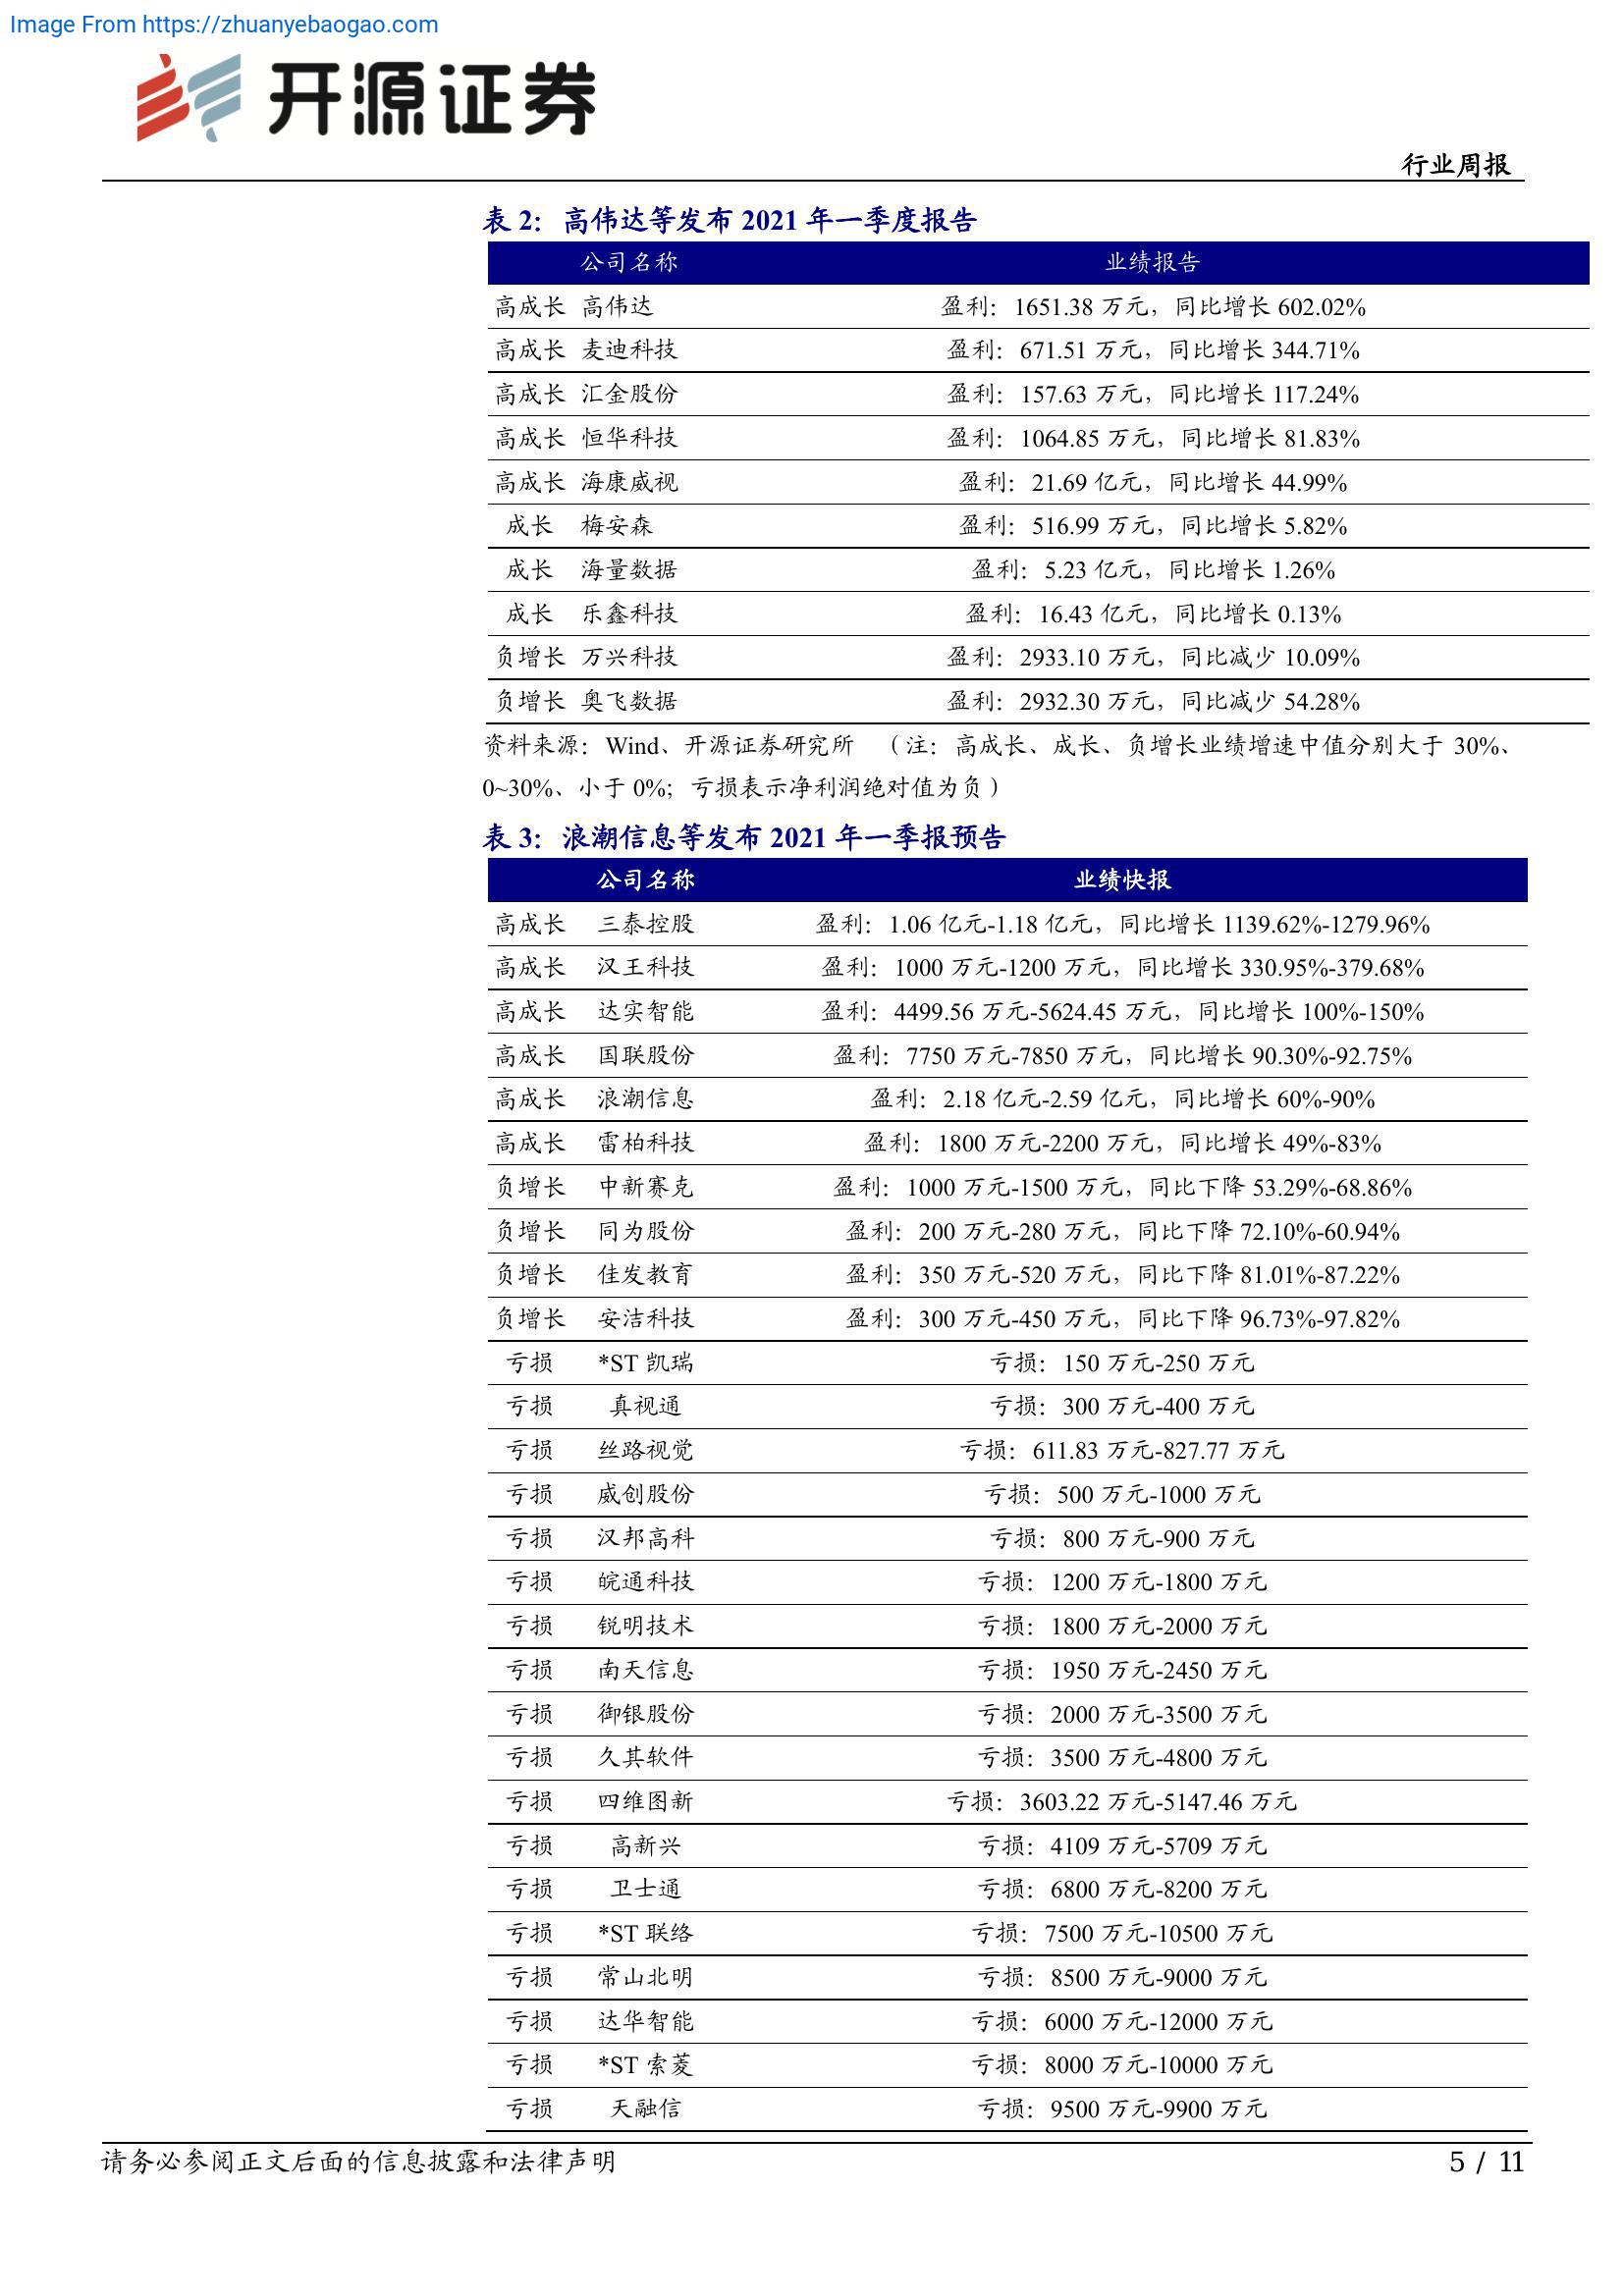 Image From https://zhuanyebaogao.com
开源证券
行业周报
表 2：高伟达等发布 2021 年一季度报告
公司名称 业绩报告
高成长 高伟达 盈利：1651.38 万元，同比增长 602.02%
高成长 麦迪科技 盈利：671.51 万元，同比增长 344.71%
高成长 汇金股份 盈利：157.63 万元，同比增长 117.24%
高成长 恒华科技 盈利：1064.85 万元，同比增长 81.83%
高成长 海康威视 盈利：21.69 亿元，同比增长 44.99%
成长 梅安森 盈利：516.99 万元，同比增长 5.82%
成长 海量数据 盈利：5.23 亿元，同比增长 1.26%
成长 乐鑫科技 盈利：16.43 亿元，同比增长 0.13%
负增长 万兴科技 盈利：2933.10 万元，同比减少 10.09%
负增长 奥飞数据 盈利：2932.30 万元，同比减少 54.28%
资料来源：Wind、开源证券研究所 （注：高成长、成长、负增长业绩增速中值分别大于 30%、
0~30%、小于 0%；亏损表示净利润绝对值为负）
表 3：浪潮信息等发布 2021 年一季报预告
公司名称 业绩快报
高成长 三泰控股 盈利：1.06 亿元-1.18 亿元，同比增长 1139.62%-1279.96%
高成长 汉王科技 盈利：1000 万元-1200 万元，同比增长 330.95%-379.68%
高成长 达实智能 盈利：4499.56 万元-5624.45 万元，同比增长 100%-150%
高成长 国联股份 盈利：7750 万元-7850 万元，同比增长 90.30%-92.75%
高成长 浪潮信息 盈利：2.18 亿元-2.59 亿元，同比增长 60%-90%
高成长 雷柏科技 盈利：1800 万元-2200 万元，同比增长 49%-83%
负增长 中新赛克 盈利：1000 万元-1500 万元，同比下降 53.29%-68.86%
负增长 同为股份 盈利：200 万元-280 万元，同比下降 72.10%-60.94%
负增长 佳发教育 盈利：350 万元-520 万元，同比下降 81.01%-87.22%
负增长 安洁科技 盈利：300 万元-450 万元，同比下降 96.73%-97.82%
亏损 *ST 凯瑞 亏损：150 万元-250 万元
亏损 真视通 亏损：300 万元-400 万元
亏损 丝路视觉 亏损：611.83 万元-827.77 万元
亏损 威创股份 亏损：500 万元-1000 万元
亏损 汉邦高科 亏损：800 万元-900 万元
亏损 皖通科技 亏损：1200 万元-1800 万元
亏损 锐明技术 亏损：1800 万元-2000 万元
亏损 南天信息 亏损：1950 万元-2450 万元
亏损 御银股份 亏损：2000 万元-3500 万元
亏损 久其软件 亏损：3500 万元-4800 万元
亏损 四维图新 亏损：3603.22 万元-5147.46 万元
亏损 高新兴 亏损：4109 万元-5709 万元
亏损 卫士通 亏损：6800 万元-8200 万元
亏损 *ST 联络 亏损：7500 万元-10500 万元
亏损 常山北明 亏损：8500 万元-9000 万元
亏损 达华智能 亏损：6000 万元-12000 万元
亏损 *ST 索菱 亏损：8000 万元-10000 万元
亏损 天融信 亏损：9500 万元-9900 万元
请务必参阅正文后面的信息披露和法律声明 5 / 11